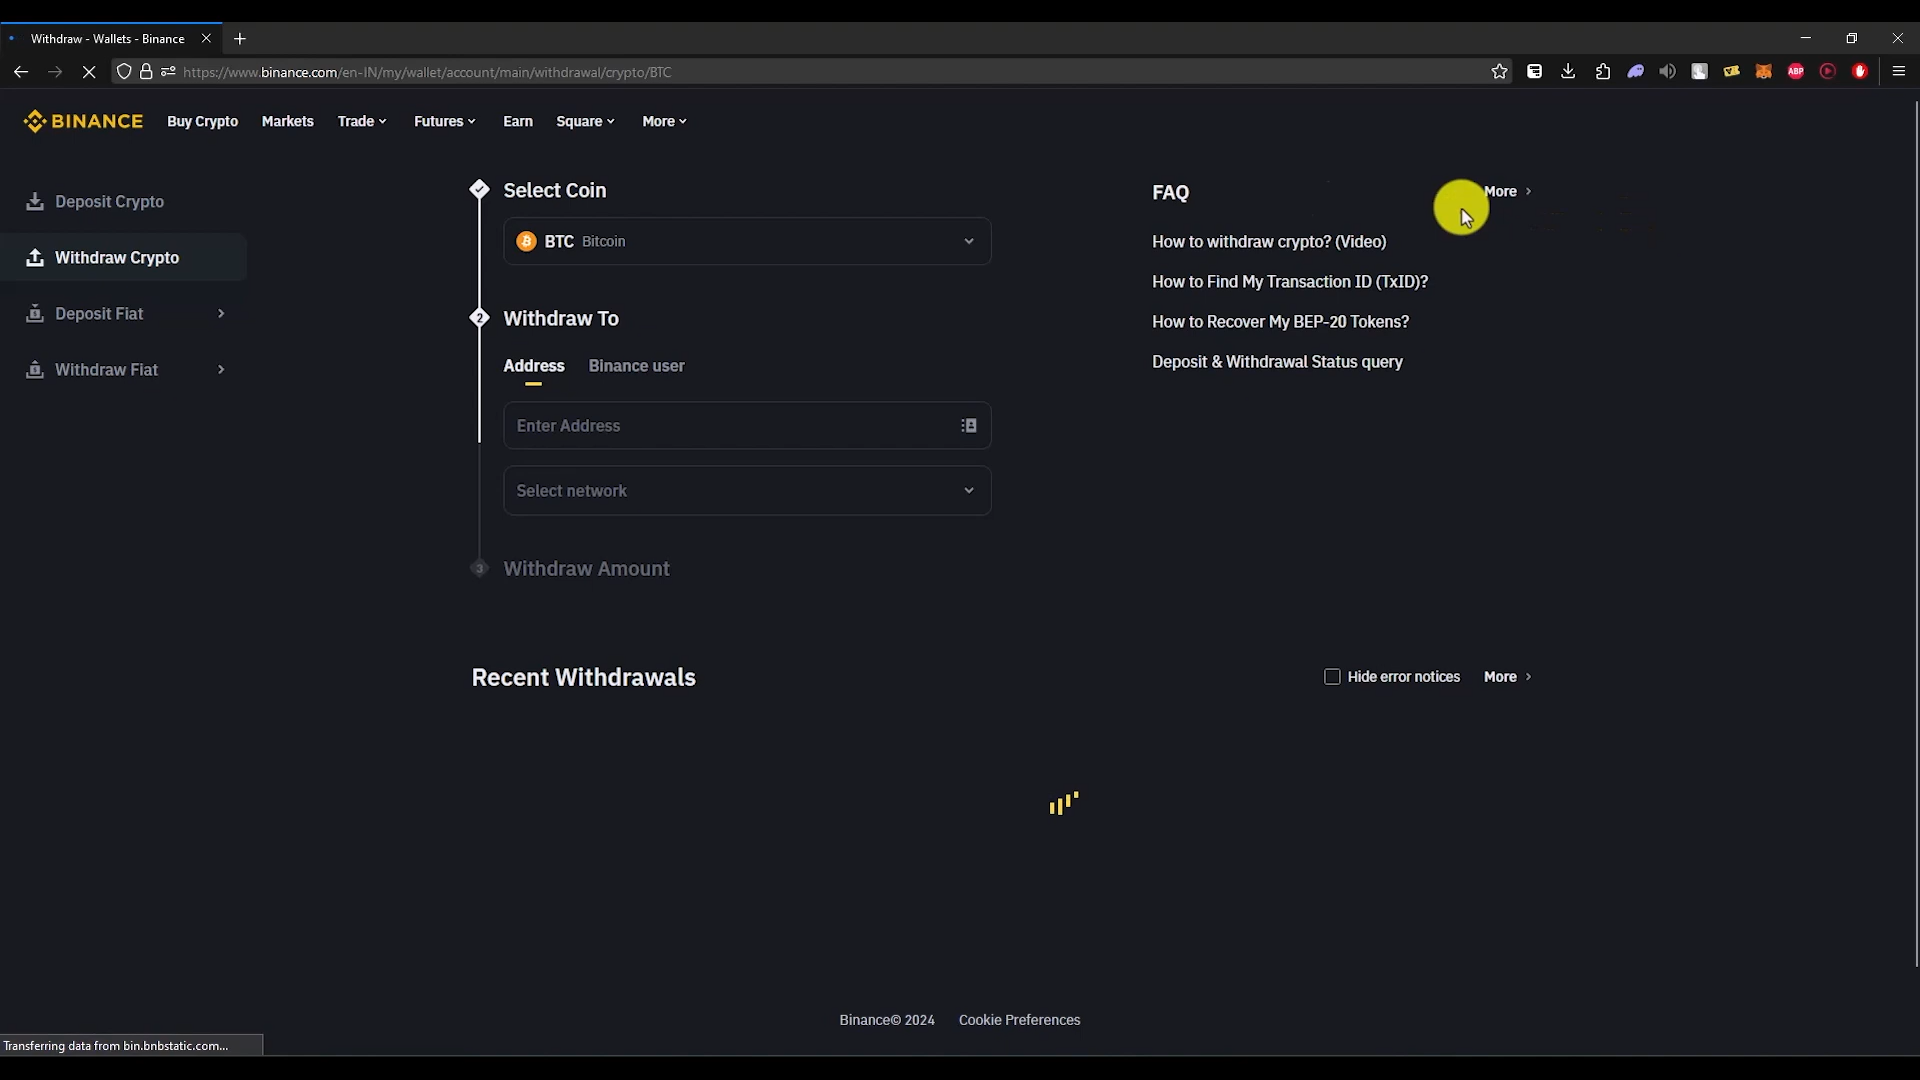 Withdraw - Wallets - Binance
https://www.binance.com/en-IN/my/wallet/account/main/withdrawal/crypto/BTC
ABP
BINANCE Buy Crypto Markets Trade Futures Earn Square More
Deposit Crypto
Withdraw Crypto
Deposit Fiat
Withdraw Fiat
Select Coin
BTC Bitcoin
2 Withdraw To
Address Binance user
Enter Address
Select network
3 Withdraw Amount
FAQ More
How to withdraw crypto? (Video)
How to Find My Transaction ID (TxID)?
How to Recover My BEP-20 Tokens?
Deposit & Withdrawal Status query
Recent Withdrawals Hide error notices More
Binance© 2024 Cookie Preferences
Transferring data from bin.bnbstatic.com...